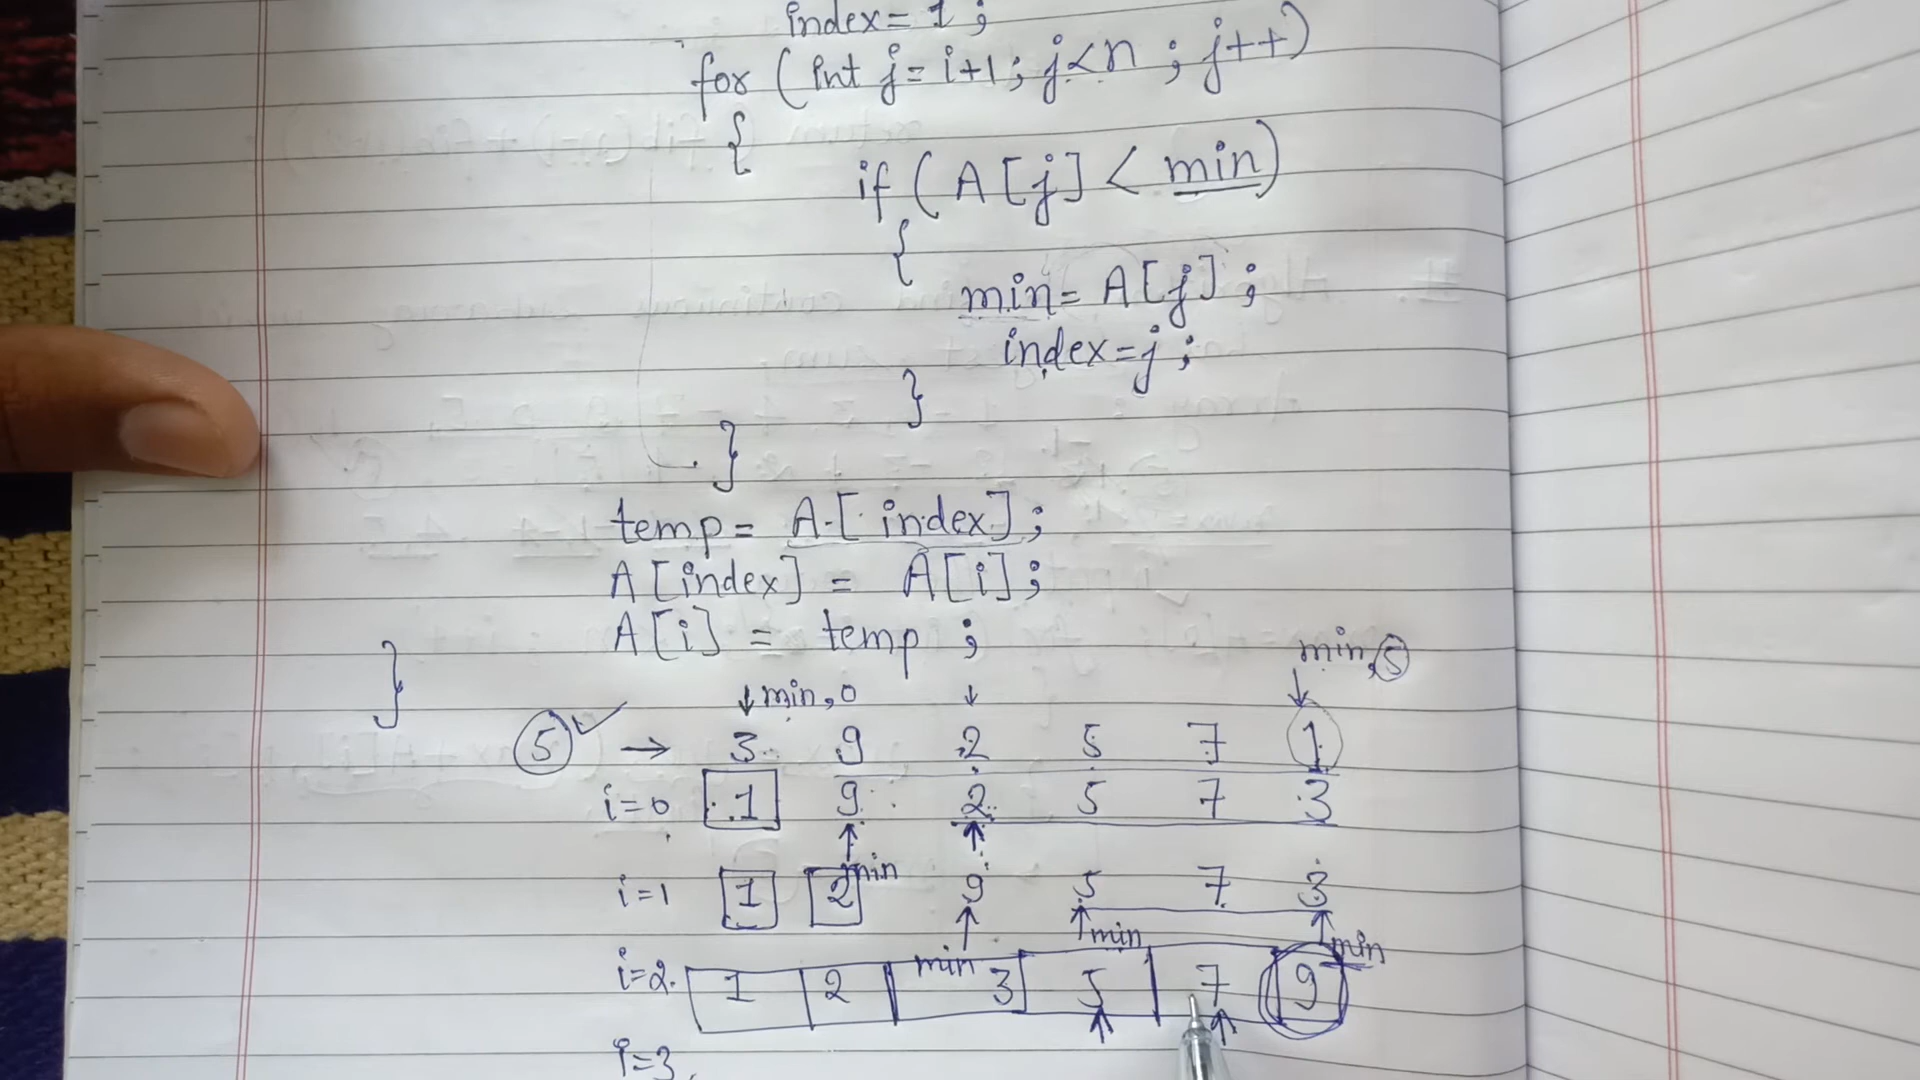 index= 1;
for (int j= i+1; j<n ; j++)
{
if (A[j] < min)
{
min= A[j];
index=j;
}
}
temp= A[index];
A[index] = A[i];
A[i] = temp;
}
min,5
↓min,0 ↓ ↓
5 ✓ → 3 9 2 5 7 1
i=0 1 9 2 5 7 3
↑ ↑
min
i=1 1 2 9 5 7 3
↑ ↑ ↑
min min min
i=2 1 2 3 5 7 9
↑ ↑
i=3